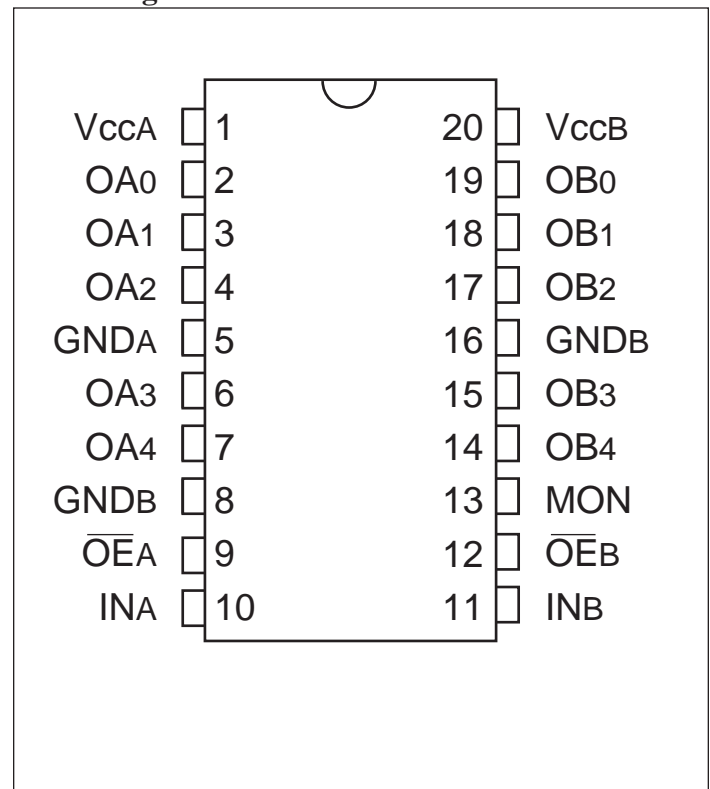 VccA 1 20 VccB
OA0 2 19 OB0
OA1 3 18 OB1
OA2 4 17 OB2
GNDA 5 16 GNDB
OA3 6 15 OB3
OA4 7 14 OB4
GNDB 8 13 MON
O̅E̅A 9 12 O̅E̅B
INA 10 11 INB